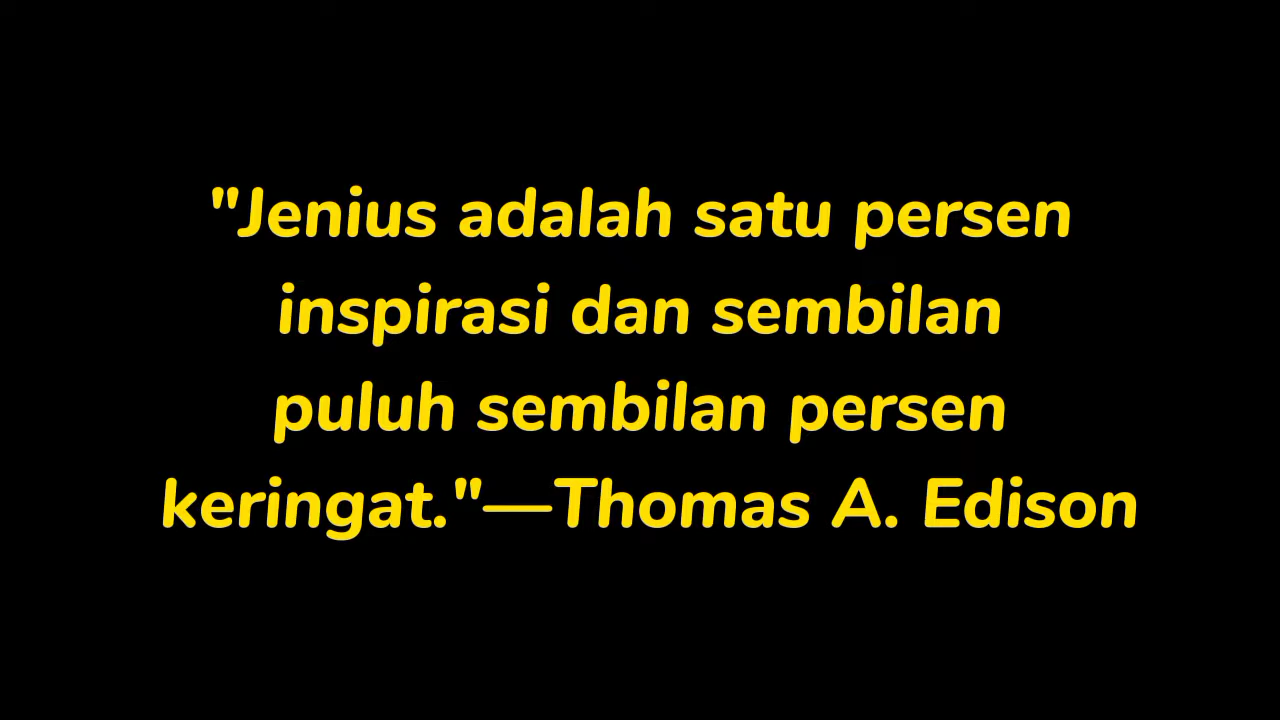 "Jenius adalah satu persen
inspirasi dan sembilan
puluh sembilan persen
keringat."—Thomas A. Edison